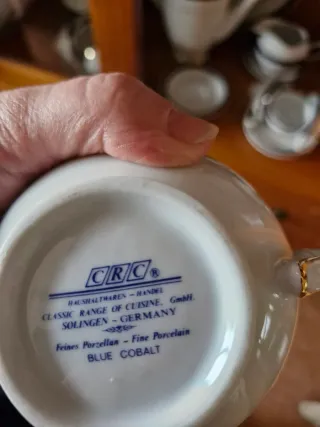 CRC®
HAUSHALTWAREN - HANDEL
CLASSIC RANGE OF CUISINE, GmbH.
SOLINGEN - GERMANY
Feines Porzellan - Fine Porcelain
BLUE COBALT